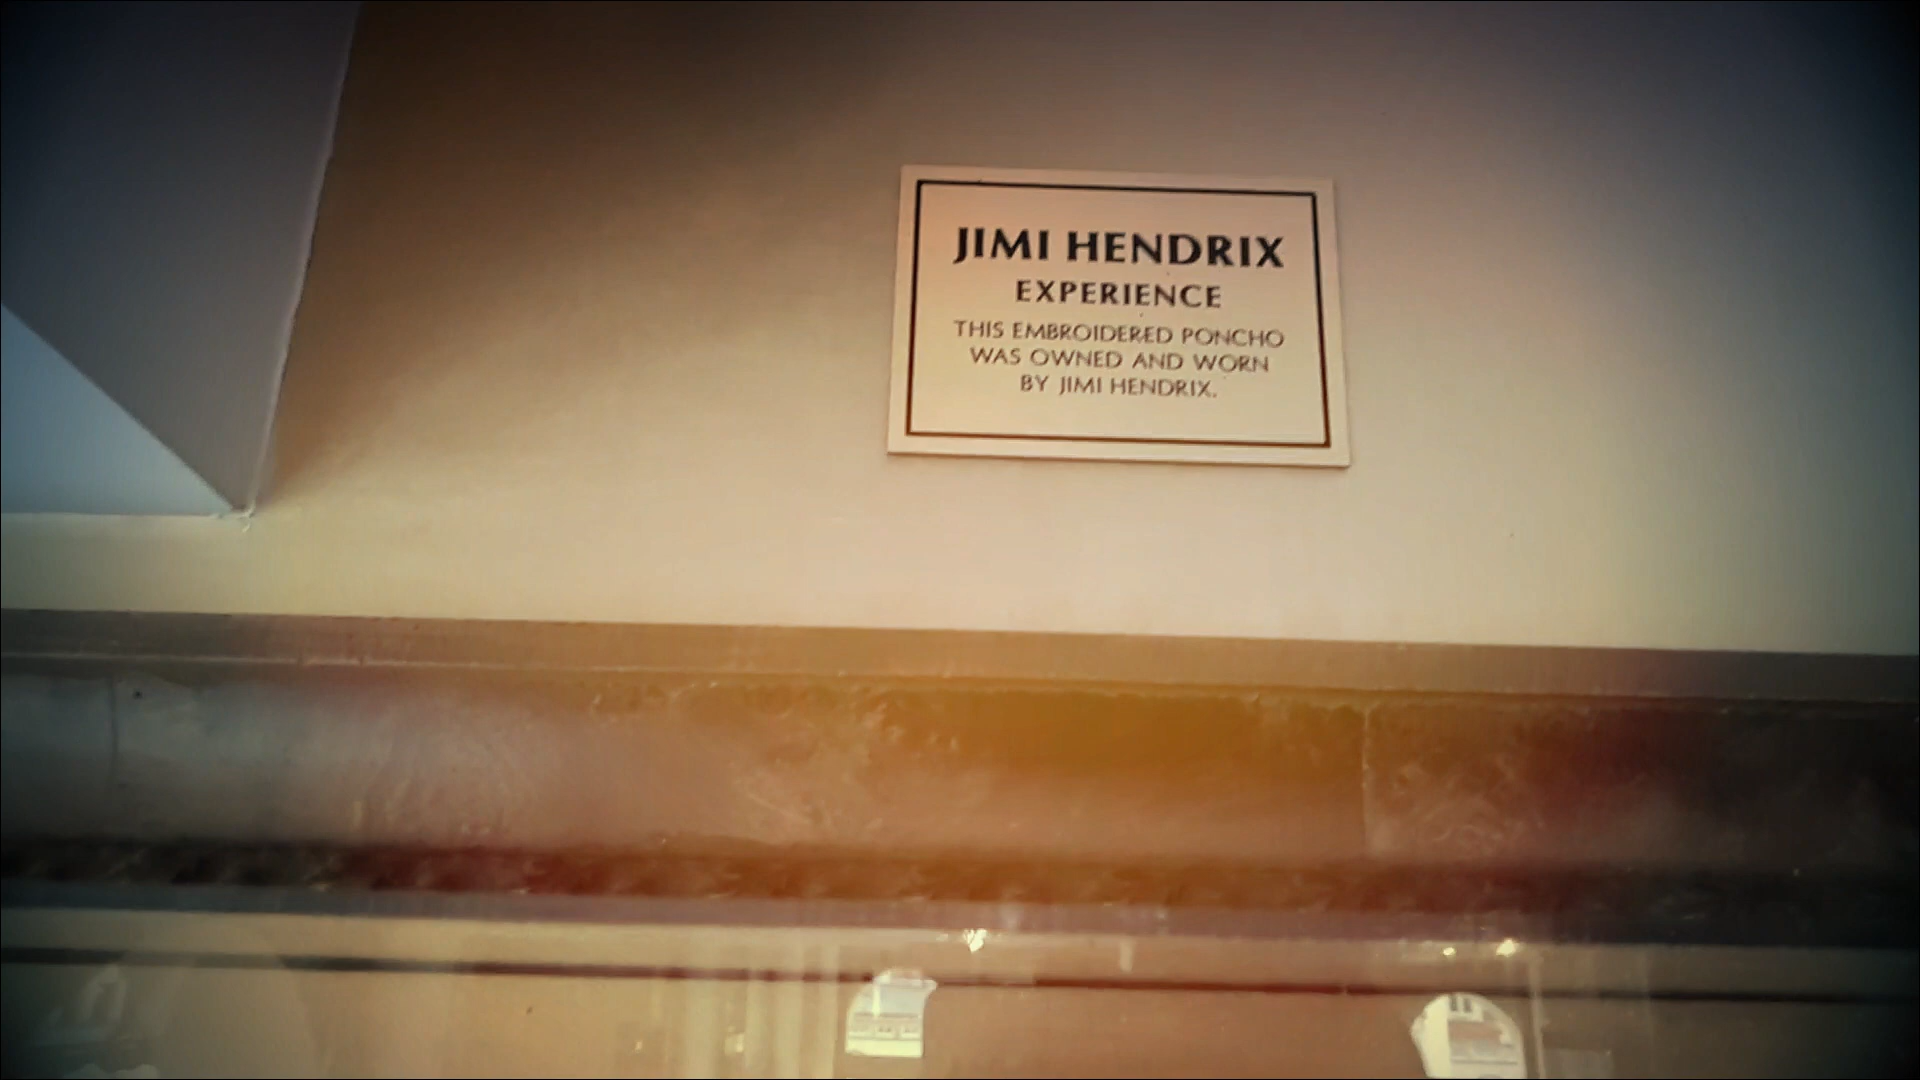 JIMI HENDRIX
EXPERIENCE
THIS EMBROIDERED PONCHO
WAS OWNED AND WORN
BY JIMI HENDRIX.